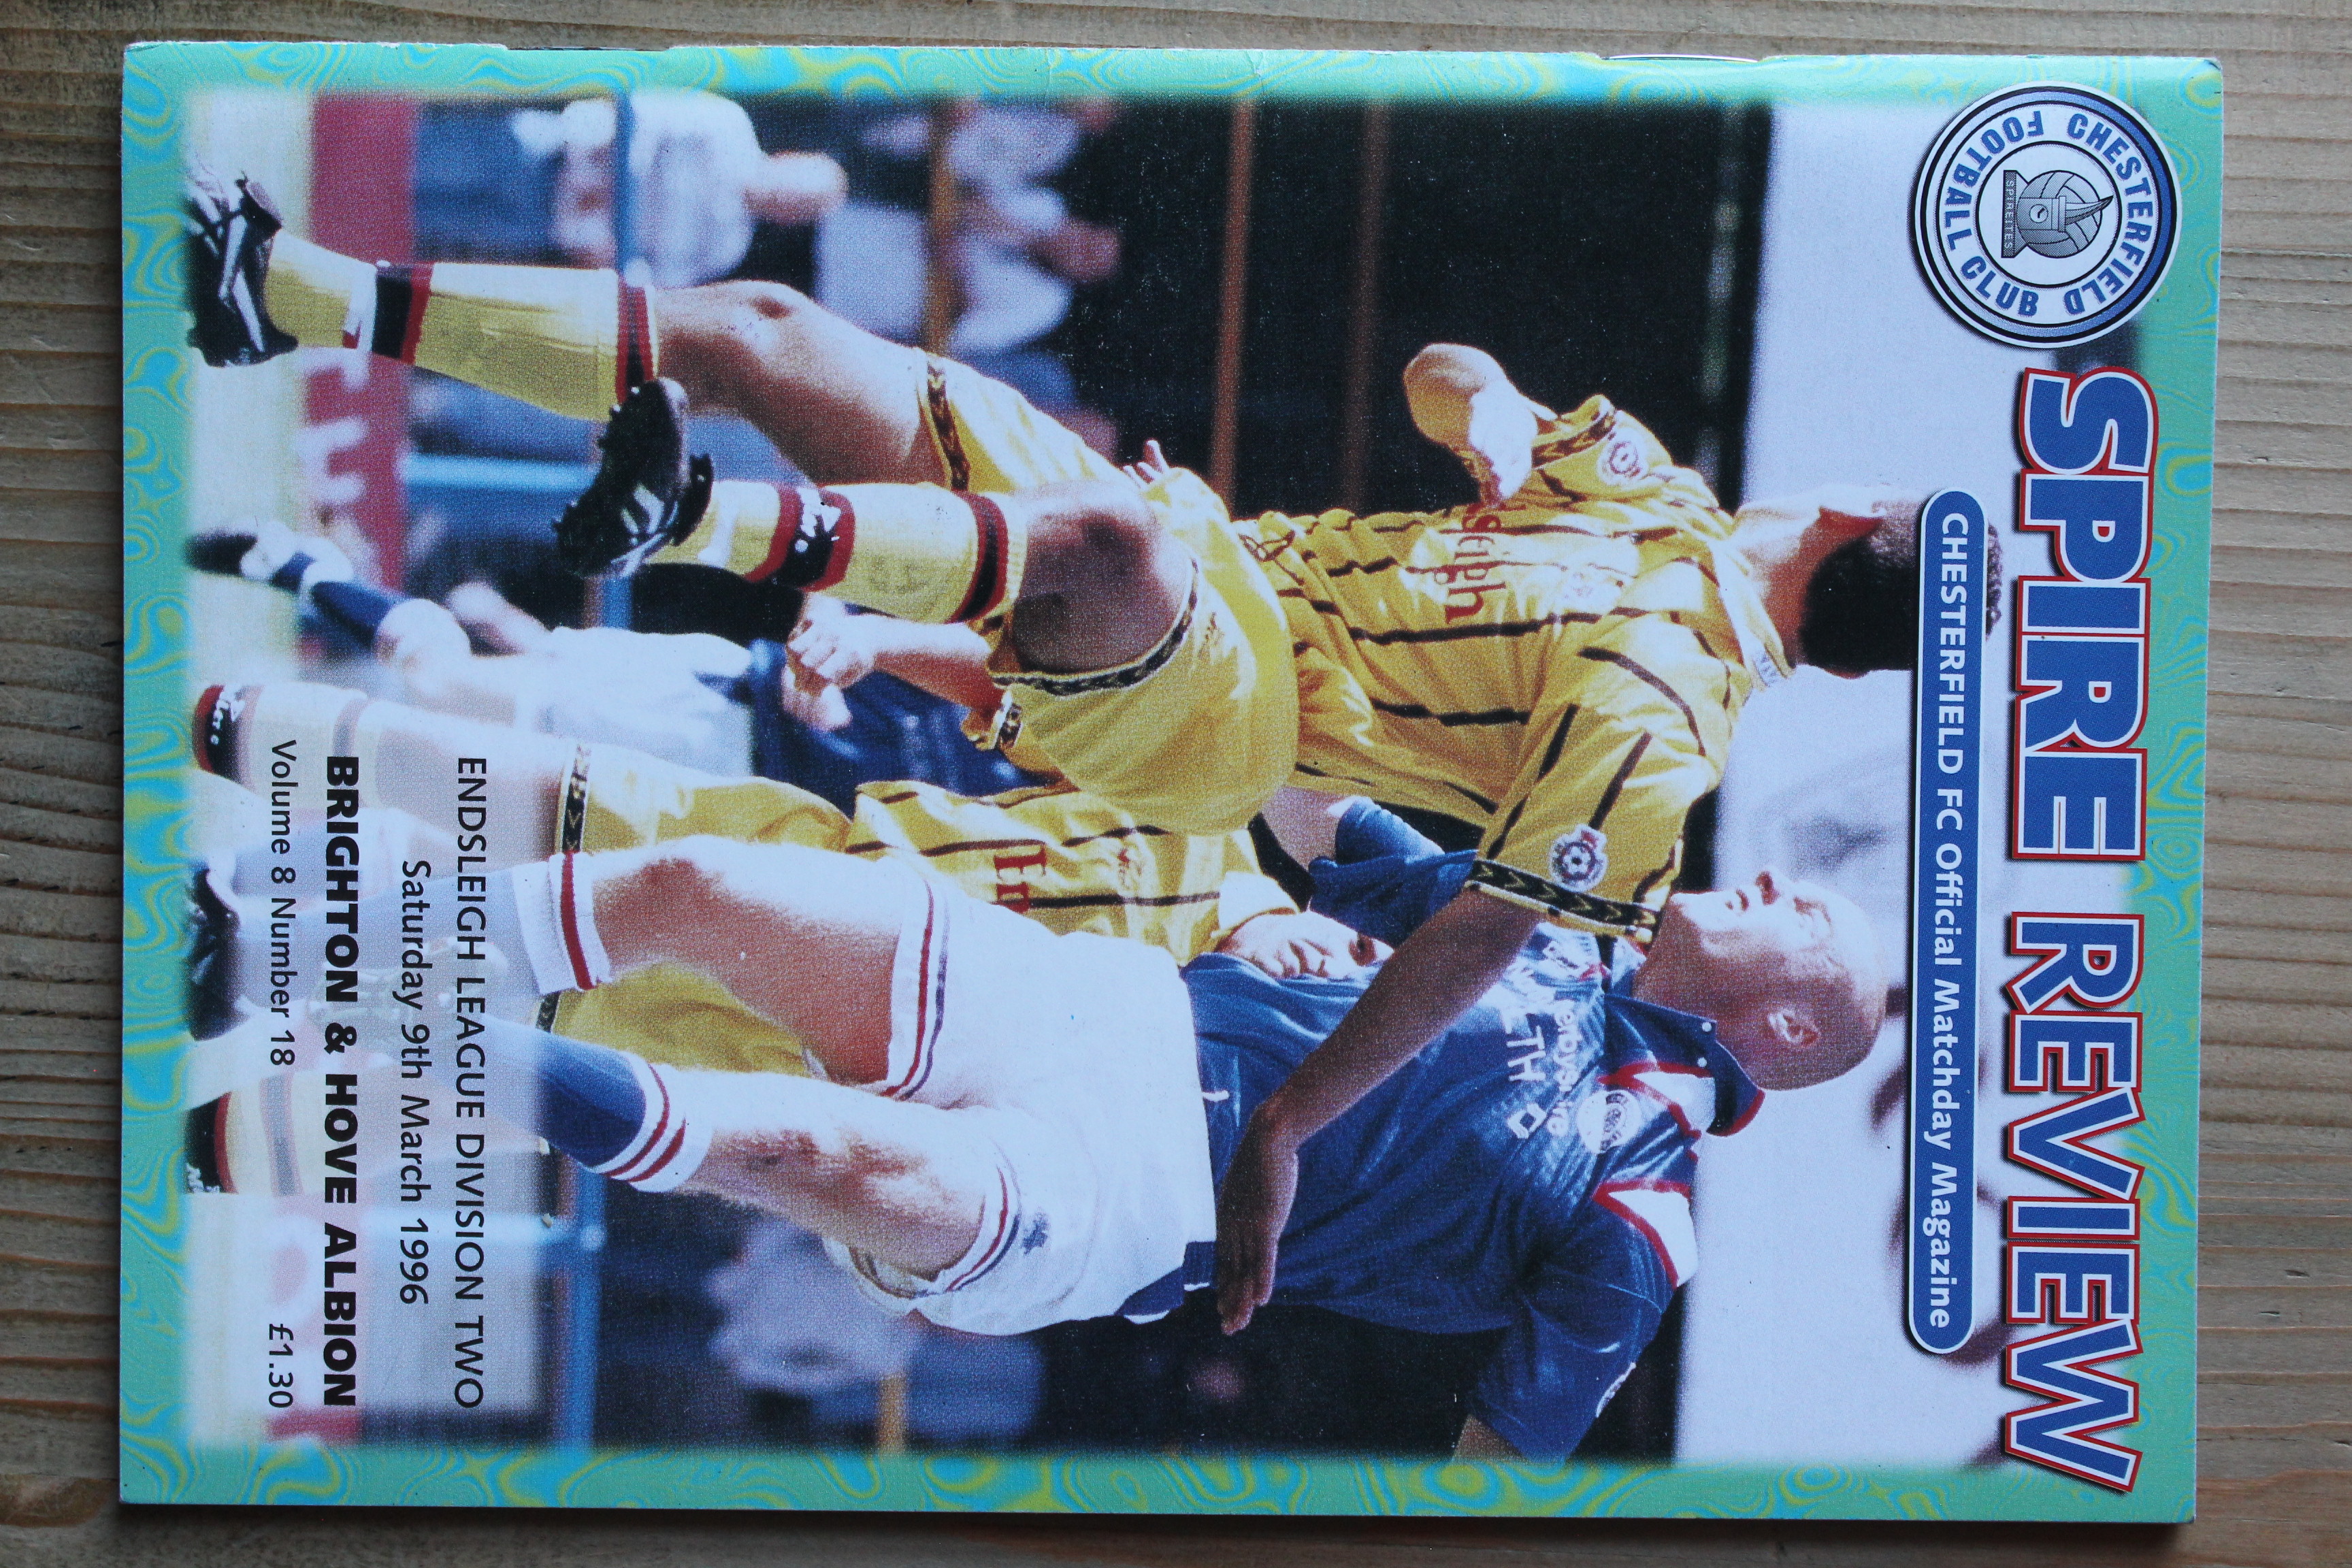 CHESTERFIELD
FOOTBALL CLUB
SPIREITES
SPIRE REVIEW
CHESTERFIELD FC Official Matchday Magazine
ENDSLEIGH LEAGUE DIVISION TWO
Saturday 9th March 1996
BRIGHTON & HOVE ALBION
Volume 8 Number 18 £1.30